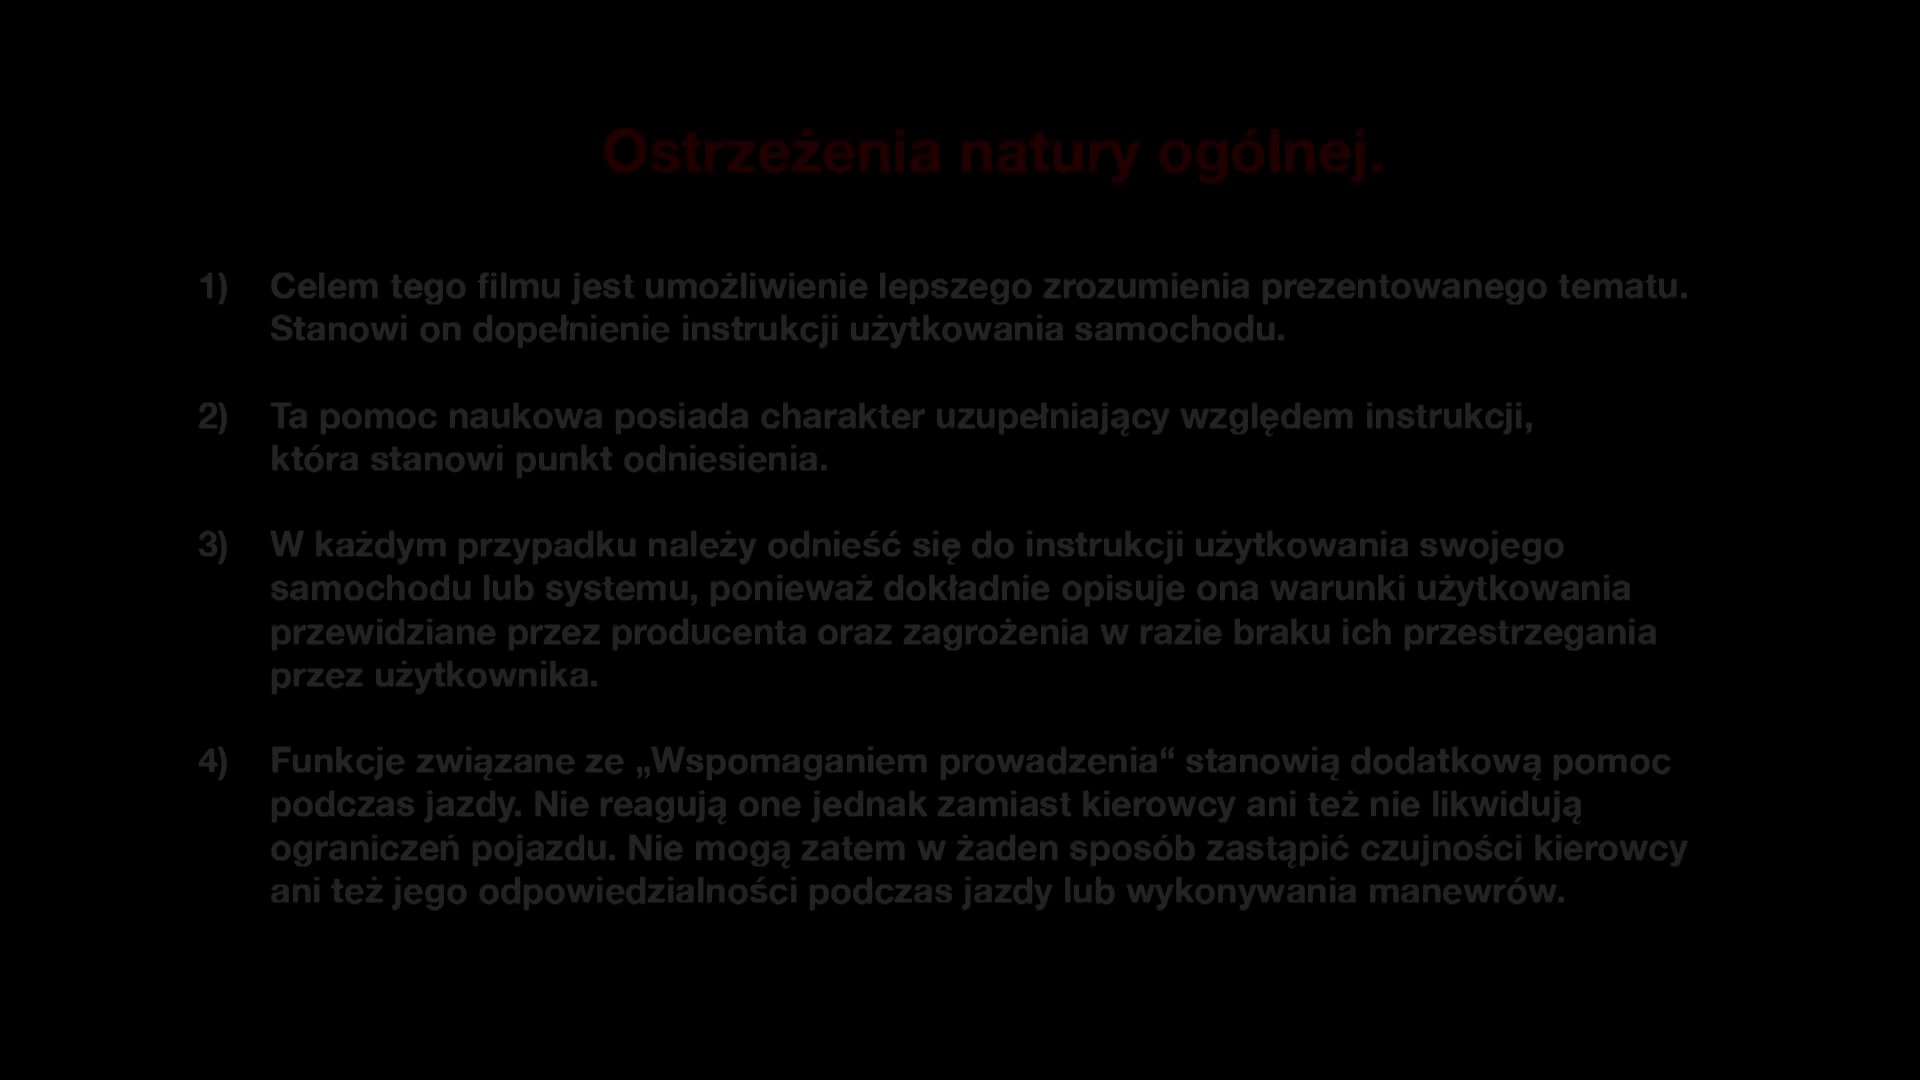 Ostrzeżenia natury ogólnej.
1) Celem tego filmu jest umożliwienie lepszego zrozumienia prezentowanego tematu.
Stanowi on dopełnienie instrukcji użytkowania samochodu.
2) Ta pomoc naukowa posiada charakter uzupełniający względem instrukcji,
która stanowi punkt odniesienia.
3) W każdym przypadku należy odnieść się do instrukcji użytkowania swojego
samochodu lub systemu, ponieważ dokładnie opisuje ona warunki użytkowania
przewidziane przez producenta oraz zagrożenia w razie braku ich przestrzegania
przez użytkownika.
4) Funkcje związane ze „Wspomaganiem prowadzenia“ stanowią dodatkową pomoc
podczas jazdy. Nie reagują one jednak zamiast kierowcy ani też nie likwidują
ograniczeń pojazdu. Nie mogą zatem w żaden sposób zastąpić czujności kierowcy
ani też jego odpowiedzialności podczas jazdy lub wykonywania manewrów.